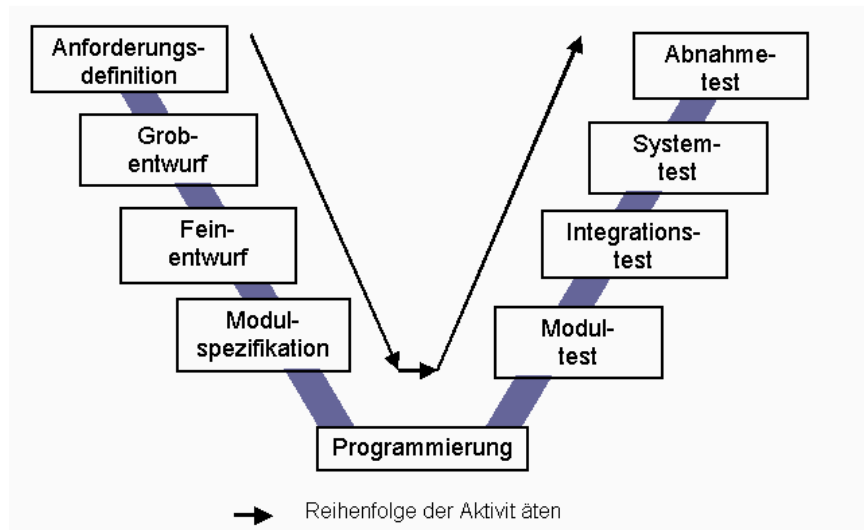 Anforderungs-
definition
Grob-
entwurf
Fein-
entwurf
Modul-
spezifikation
Programmierung
Modul-
test
Integrations-
test
System-
test
Abnahme-
test
Reihenfolge der Aktivit äten